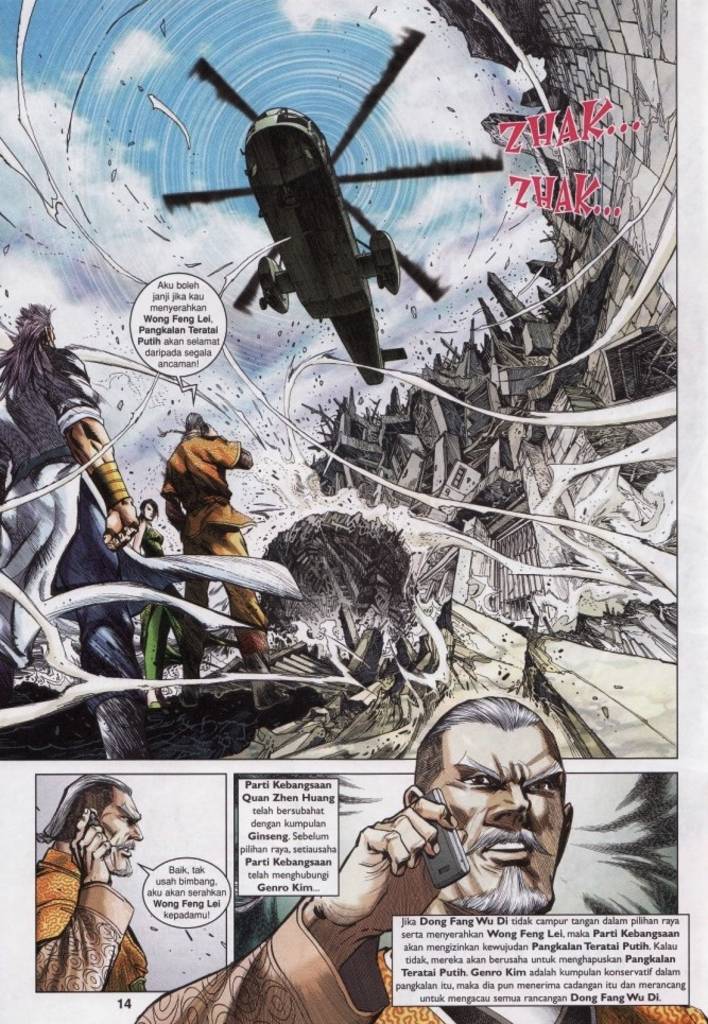 ZHAK...
ZHAK...
Aku boleh
janji jika kau
menyerahkan
Wong Feng Lei,
Pangkalan Teratai
Putih akan selamat
daripada segala
ancaman!
Baik, tak
usah bimbang,
aku akan serahkan
Wong Feng Lei
kepadamu!
Parti Kebangsaan
Quan Zhen Huang
telah bersubahat
dengan kumpulan
Ginseng. Sebelum
pilihan raya, setiausaha
Parti Kebangsaan
telah menghubungi
Genro Kim...
Jika Dong Fang Wu Di tidak campur tangan dalam pilihan raya
serta menyerahkan Wong Feng Lei, maka Parti Kebangsaan
akan mengizinkan kewujudan Pangkalan Teratai Putih. Kalau
tidak, mereka akan berusaha untuk menghapuskan Pangkalan
Teratai Putih. Genro Kim adalah kumpulan konservatif dalam
pangkalan itu, maka dia pun menerima cadangan itu dan merancang
untuk mengacau semua rancangan Dong Fang Wu Di.
14